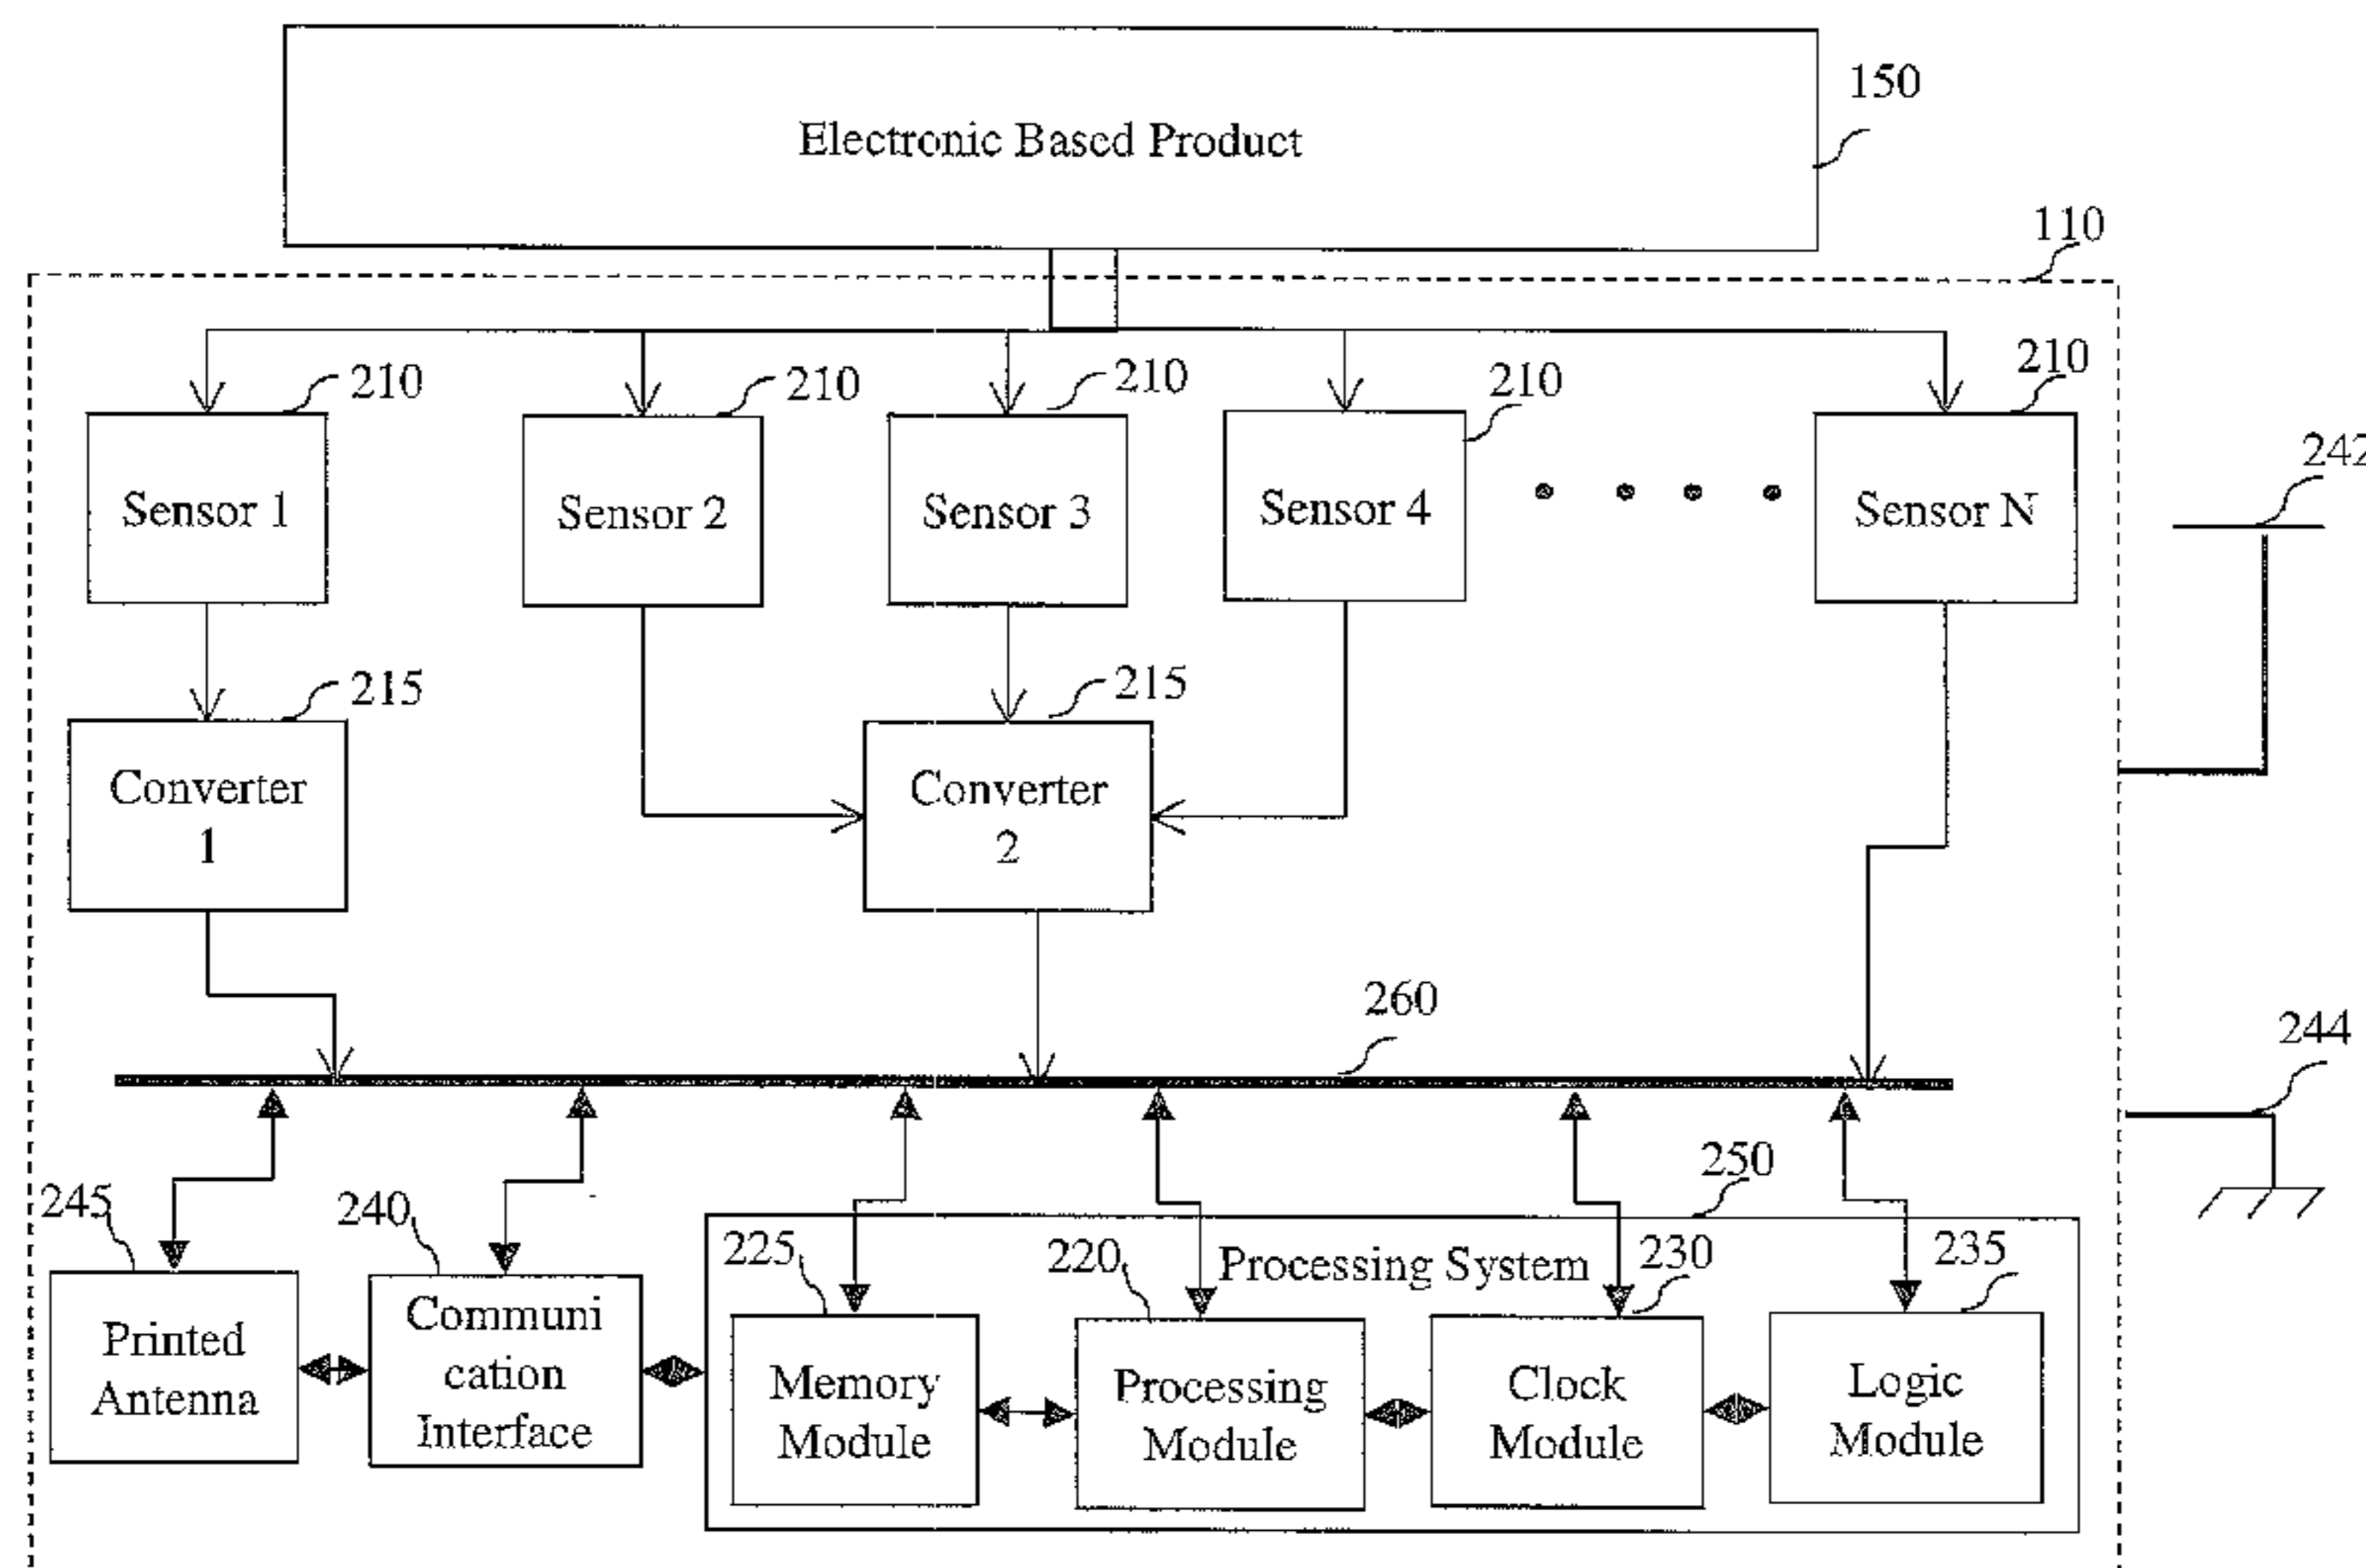 150
Electronic Based Product
110
210
210
210
210
210
Sensor 1
Sensor 2
Sensor 3
Sensor 4
Sensor N
242
215
215
Converter
1
Converter
2
260
244
245
240
250
225
220
Processing System
230
235
Printed
Antenna
Communi
cation
Interface
Memory
Module
Processing
Module
Clock
Module
Logic
Module